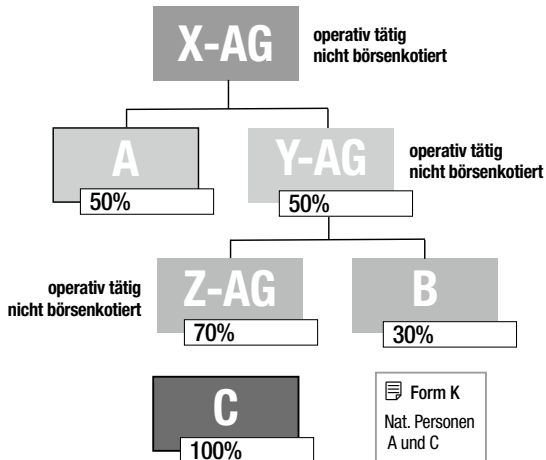 X-AG
operativ tätig
nicht börsenkotiert
A
50%
Y-AG
50%
operativ tätig
nicht börsenkotiert
operativ tätig
nicht börsenkotiert
Z-AG
70%
B
30%
C
100%
Form K
Nat. Personen
A und C